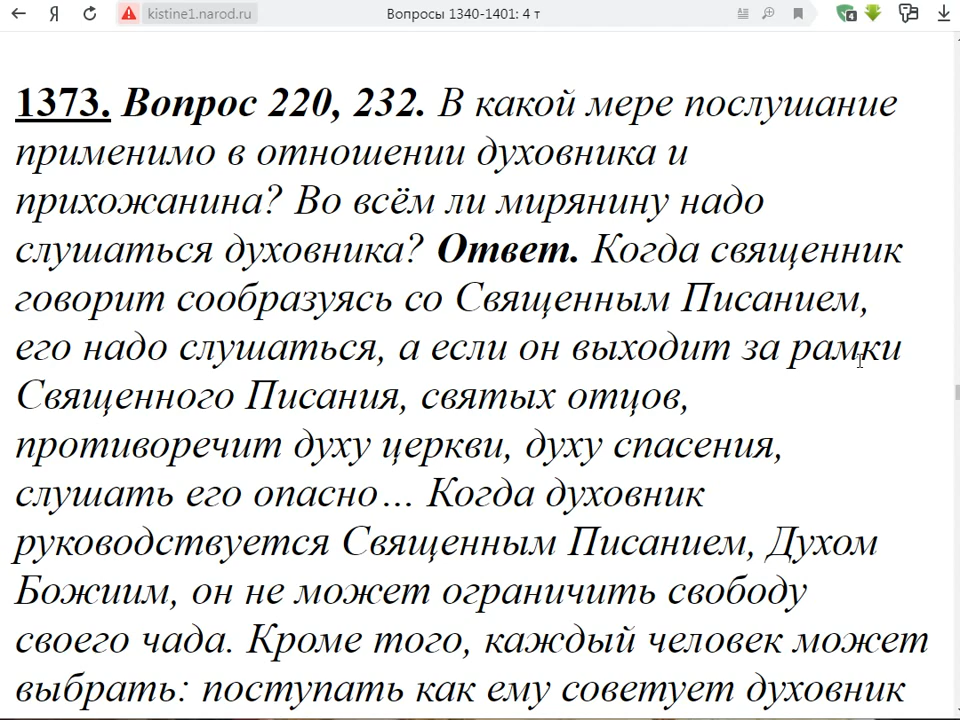 Я kistine1.narod.ru Вопросы 1340-1401: 4 т 4
1373. Вопрос 220, 232. В какой мере послушание
применимо в отношении духовника и
прихожанина? Во всём ли мирянину надо
слушаться духовника? Ответ. Когда священник
говорит сообразуясь со Священным Писанием,
его надо слушаться, а если он выходит за рамки
Священного Писания, святых отцов,
противоречит духу церкви, духу спасения,
слушать его опасно… Когда духовник
руководствуется Священным Писанием, Духом
Божиим, он не может ограничить свободу
своего чада. Кроме того, каждый человек может
выбрать: поступать как ему советует духовник